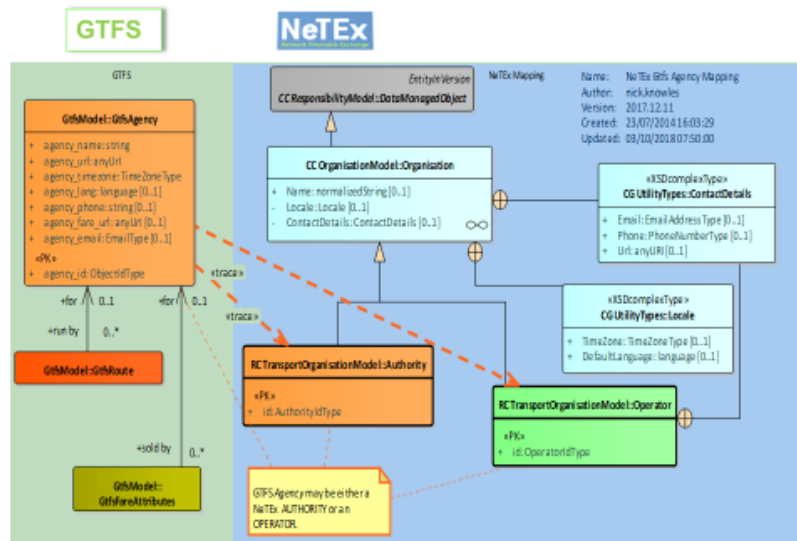 GTFS
NeTEx
Network Timetable Exchange
GTFS
GtfsModel::GtfsAgency
+ agency_name: string
+ agency_url: anyUrl
+ agency_timezone: TimeZoneType
+ agency_lang: language [0..1]
+ agency_phone: string [0..1]
+ agency_fare_url: anyUrl [0..1]
+ agency_email: EmailType [0..1]
«PK»
+ agency_id: ObjectIdType
+for 0..1
+for 0..1
+run by 0..*
GtfsModel::GtfsRoute
+sold by 0..*
GtfsModel::
GtfsFareAttributes
«trace»
«trace»
EntityInVersion
CC ResponsibilityModel::DataManagedObject
NeTEx Mapping
Name: NeTEx Gtfs Agency Mapping
Author: nick.knowles
Version: 2017.12.11
Created: 23/07/2014 16:03:29
Updated: 03/10/2018 07:50:00
CC OrganisationModel::Organisation
+ Name: normalizedString [0..1]
- Locale: Locale [0..1]
- ContactDetails: ContactDetails [0..1]
«XSDcomplexType»
CG UtilityTypes::ContactDetails
+ Email: EmailAddressType [0..1]
+ Phone: PhoneNumberType [0..1]
+ Url: anyURI [0..1]
«XSDcomplexType»
CG UtilityTypes::Locale
+ TimeZone: TimeZoneType [0..1]
+ DefaultLanguage: language [0..1]
RC TransportOrganisationModel::Authority
«PK»
+ id: AuthorityIdType
RC TransportOrganisationModel::Operator
«PK»
+ id: OperatorIdType
GTFS Agency may be either a
NeTEx AUTHORITY or an
OPERATOR.